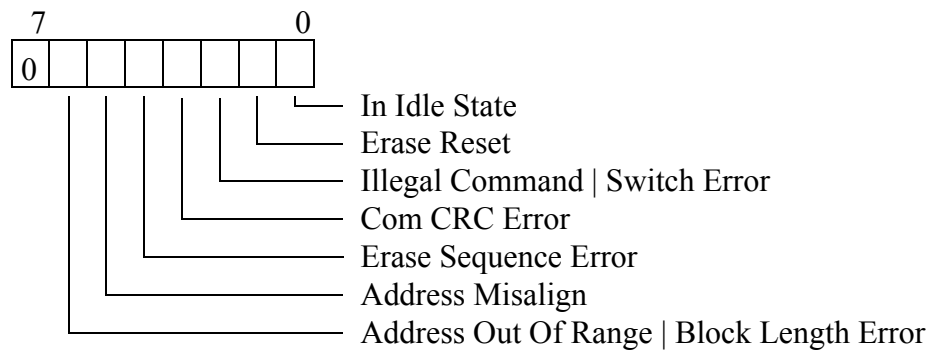 7 0
0
In Idle State
Erase Reset
Illegal Command | Switch Error
Com CRC Error
Erase Sequence Error
Address Misalign
Address Out Of Range | Block Length Error